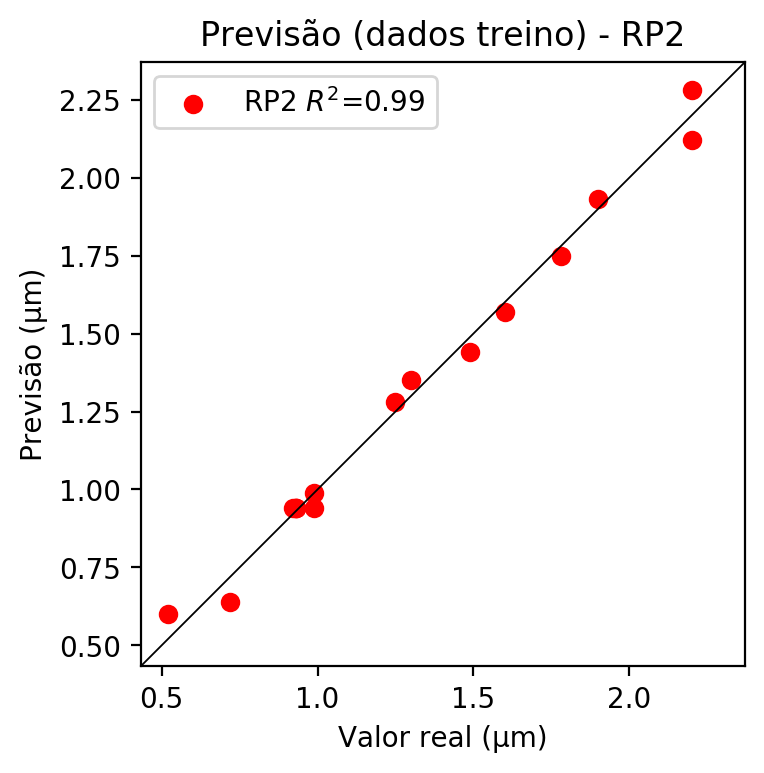 Previsão (dados treino) - RP2
RP2 R²=0.99
Previsão (μm)
2.25
2.00
1.75
1.50
1.25
1.00
0.75
0.50
0.5 1.0 1.5 2.0
Valor real (μm)